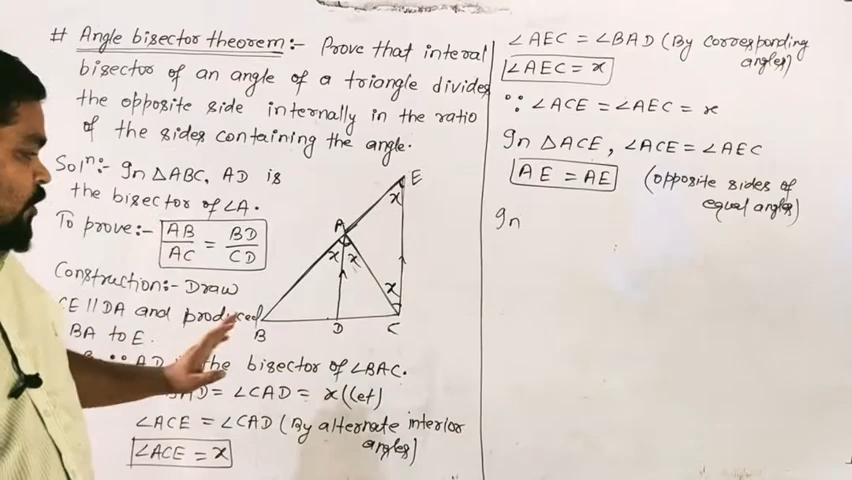 # Angle bisector theorem:- Prove that interal
bisector of an angle of a triangle divides
the opposite side internally in the ratio
of the sides containing the angle.
Solⁿ:- In △ABC, AD is
the bisector of ∠A.
To prove:- AB/AC = BD/CD
Construction:- Draw
CE || DA and produced
BA to E.
∵ AD the bisector of ∠BAC.
= ∠CAD = x (let)
∠ACE = ∠CAD (By alternate interior
angles)
∠ACE = x
E
x
A
x x
x
B D C
∠AEC = ∠BAD (By corresponding
angles)
∠AEC = x
∵ ∠ACE = ∠AEC = x
In △ACE, ∠ACE = ∠AEC
AE = AE (opposite sides of
equal angles)
In